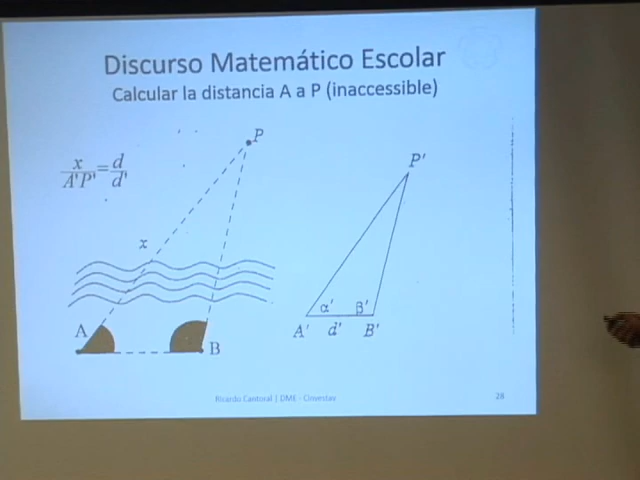 Discurso Matemático Escolar
Calcular la distancia A a P (inaccessible)
x/A'P' = d/d'
P
x
A
B
P'
α' β'
A' d' B'
Ricardo Cantoral | DME - Cinvestav
28